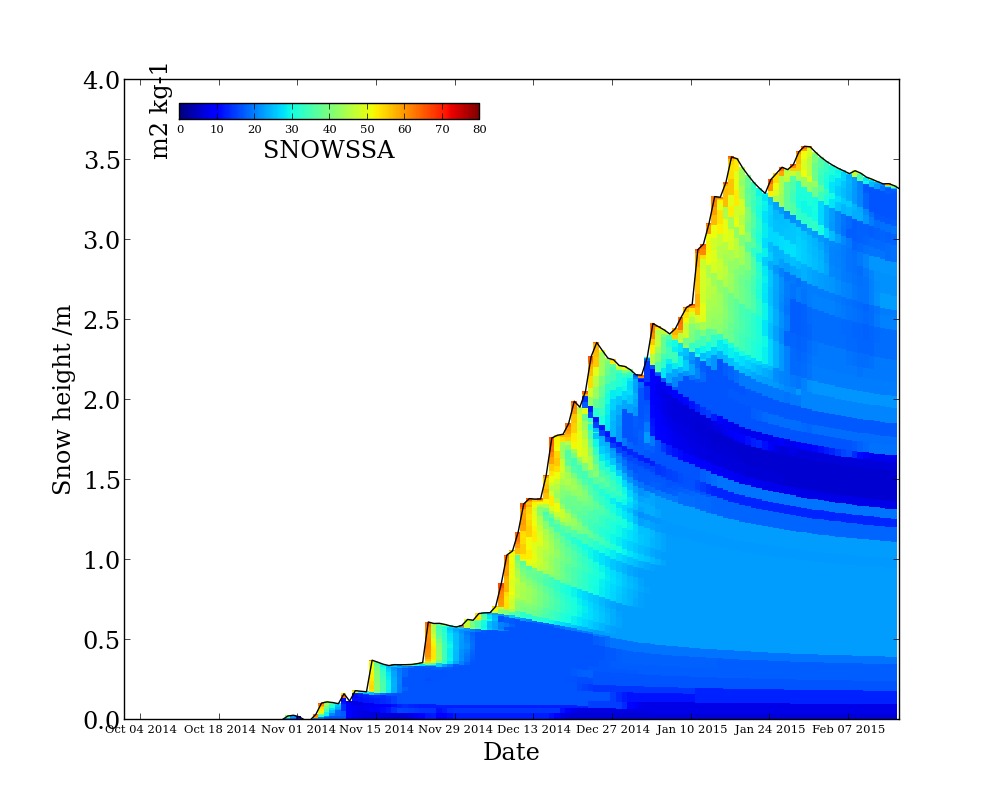 4.0
m2 kg-1
0 10 20 30 40 50 60 70 80
SNOWSSA
3.5
3.0
2.5
Snow height /m
2.0
1.5
1.0
0.5
0.0
Oct 04 2014 Oct 18 2014 Nov 01 2014 Nov 15 2014 Nov 29 2014 Dec 13 2014 Dec 27 2014 Jan 10 2015 Jan 24 2015 Feb 07 2015
Date